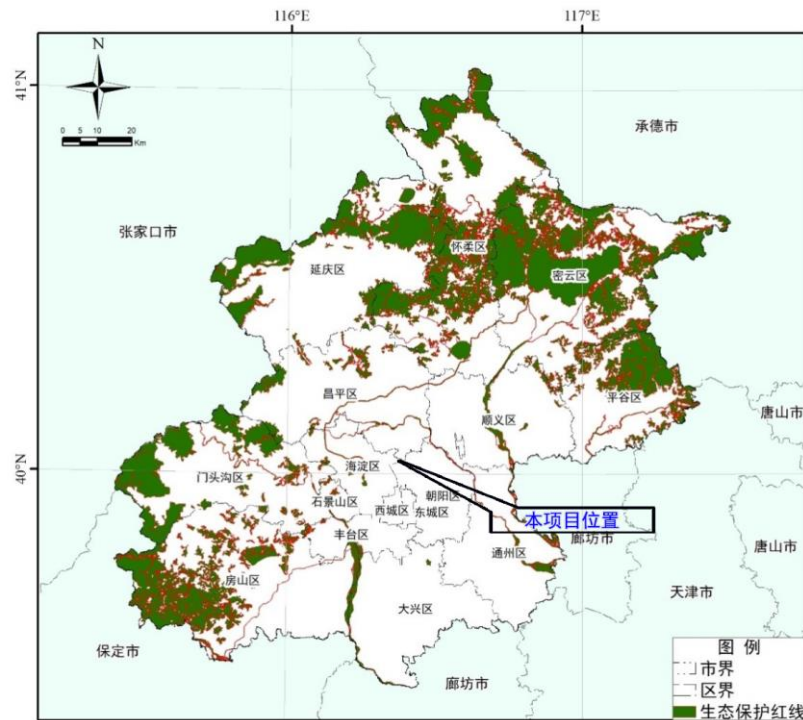 116°E
117°E
N
41°N
0 5 10 20
Km
承德市
张家口市
怀柔区
延庆区
密云区
昌平区
顺义区
平谷区
唐山市
40°N
海淀区
门头沟区
朝阳区
石景山区
西城区
东城区
本项目位置
丰台区
廊坊市
通州区
唐山市
房山区
天津市
大兴区
保定市
廊坊市
图 例
市界
区界
生态保护红线